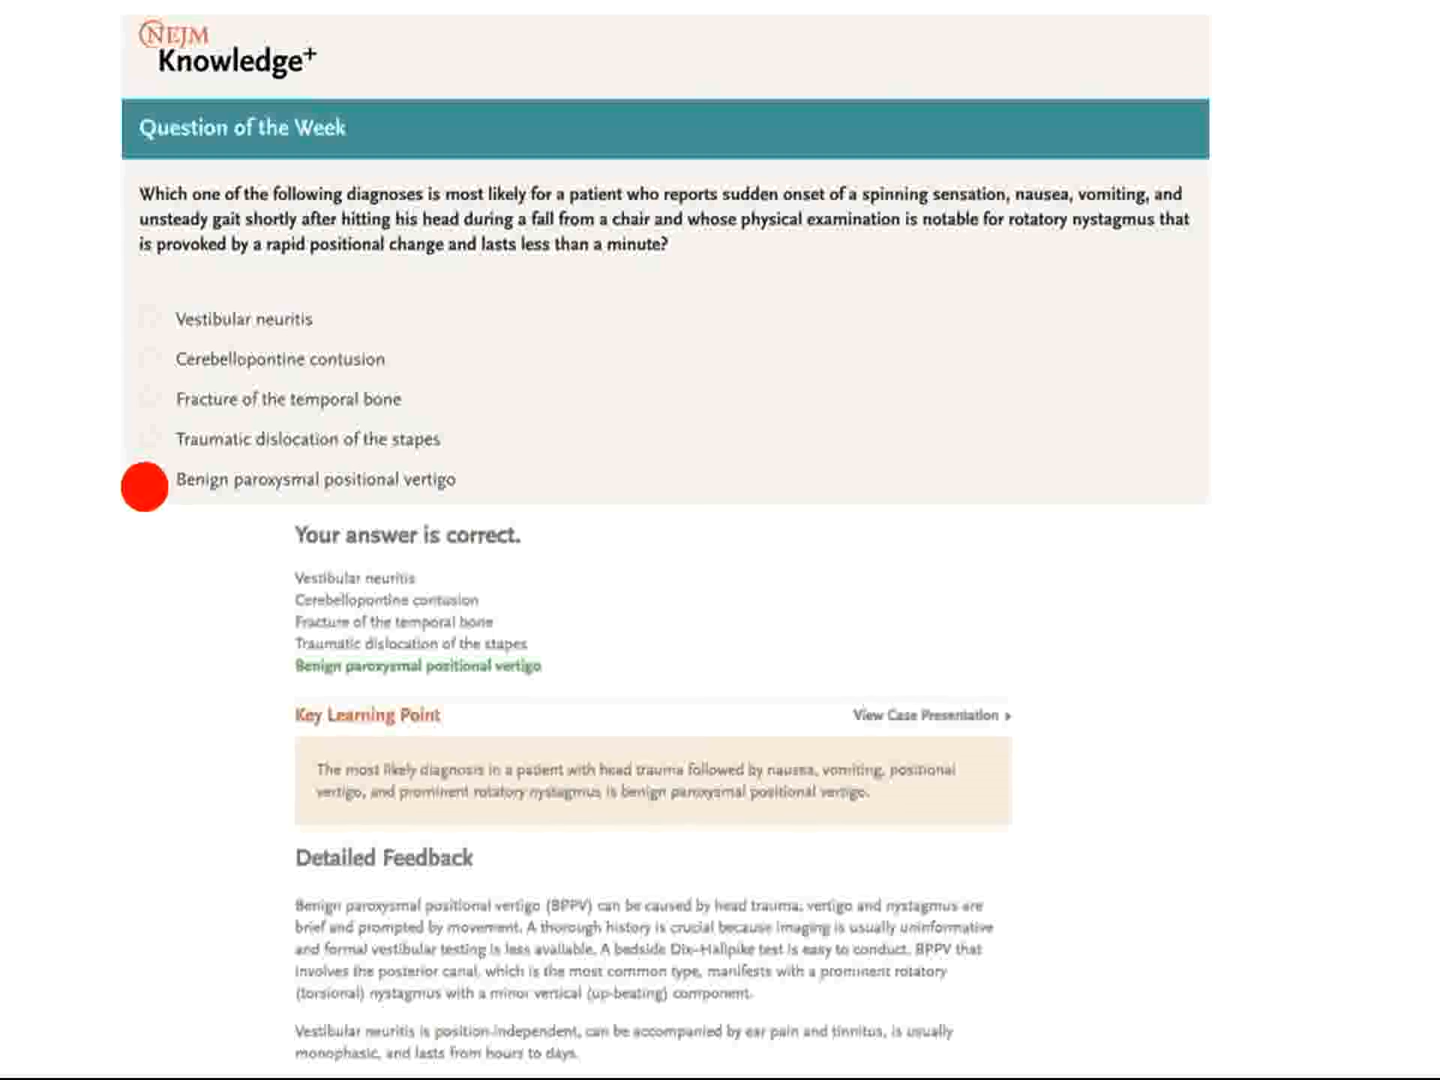 NEJM
Knowledge+
Question of the Week
Which one of the following diagnoses is most likely for a patient who reports sudden onset of a spinning sensation, nausea, vomiting, and
unsteady gait shortly after hitting his head during a fall from a chair and whose physical examination is notable for rotatory nystagmus that
is provoked by a rapid positional change and lasts less than a minute?
Vestibular neuritis
Cerebellopontine contusion
Fracture of the temporal bone
Traumatic dislocation of the stapes
Benign paroxysmal positional vertigo
Your answer is correct.
Vestibular neuritis
Cerebellopontine contusion
Fracture of the temporal bone
Traumatic dislocation of the stapes
Benign paroxysmal positional vertigo
Key Learning Point
View Case Presentation
The most likely diagnosis in a patient with head trauma followed by nausea, vomiting, positional
vertigo, and prominent rotatory nystagmus is benign paroxysmal positional vertigo.
Detailed Feedback
Benign paroxysmal positional vertigo (BPPV) can be caused by head trauma; vertigo and nystagmus are
brief and prompted by movement. A thorough history is crucial because imaging is usually uninformative
and formal vestibular testing is less available. A bedside Dix–Hallpike test is easy to conduct. BPPV that
involves the posterior canal, which is the most common type, manifests with a prominent rotatory
(torsional) nystagmus with a minor vertical (up-beating) component.
Vestibular neuritis is position-independent, can be accompanied by ear pain and tinnitus, is usually
monophasic, and lasts from hours to days.